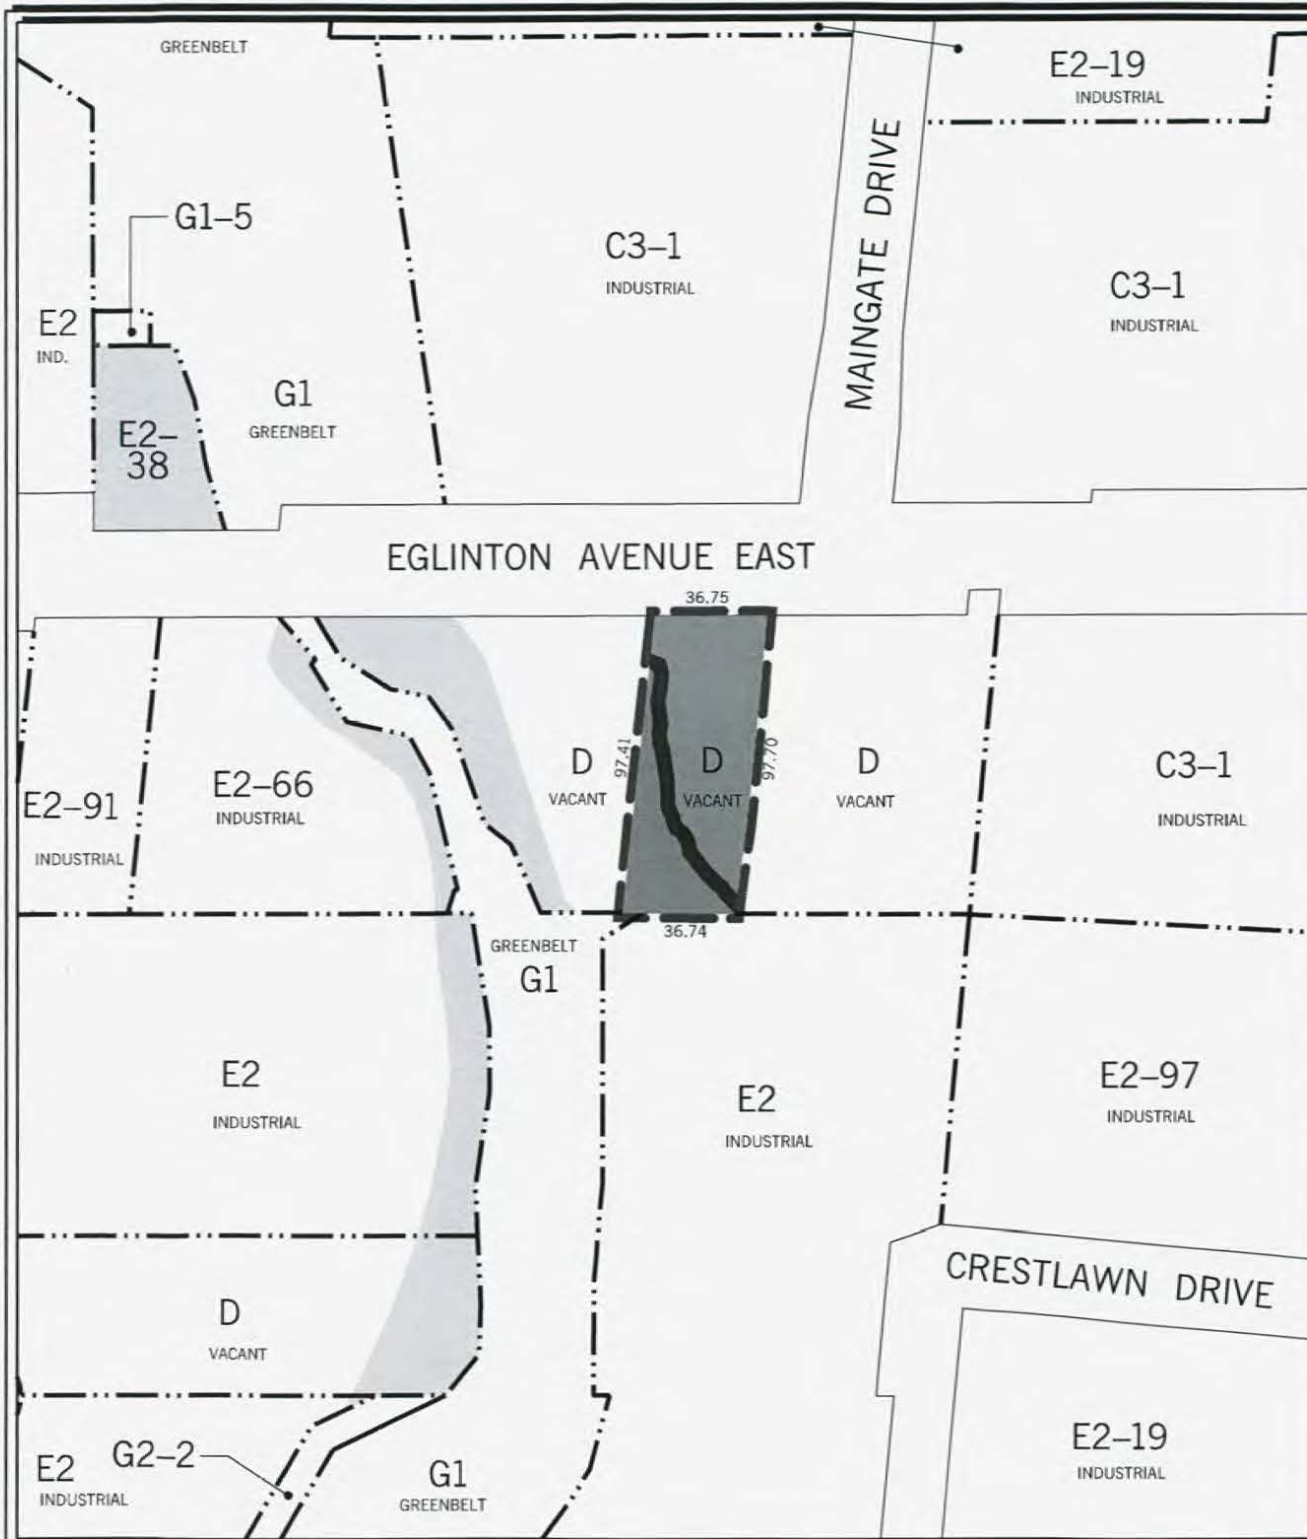 GREENBELT
E2–19
INDUSTRIAL
MAINGATE DRIVE
G1–5
C3–1
INDUSTRIAL
C3–1
INDUSTRIAL
E2
IND.
G1
GREENBELT
E2–
38
EGLINTON AVENUE EAST
36.75
D
VACANT
97.41
D
VACANT
97.70
D
VACANT
C3–1
INDUSTRIAL
E2–66
INDUSTRIAL
E2–91
INDUSTRIAL
36.74
GREENBELT
G1
E2
INDUSTRIAL
E2
INDUSTRIAL
E2–97
INDUSTRIAL
CRESTLAWN DRIVE
D
VACANT
E2–19
INDUSTRIAL
E2
INDUSTRIAL
G2–2
G1
GREENBELT